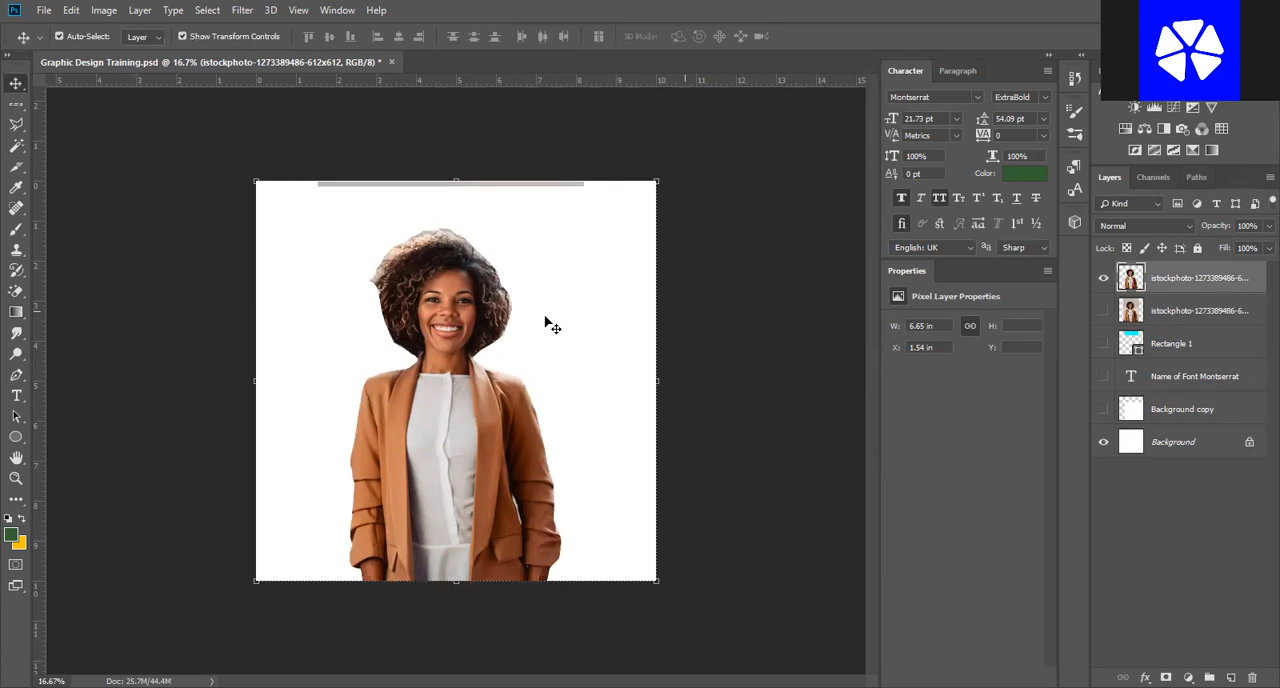 Ps File Edit Image Layer Type Select Filter 3D View Window Help
Auto-Select: Layer Show Transform Controls 3D Mode:
Graphic Design Training.psd @ 16.7% (istockphoto-1273389486-612x612, RGB/8) *
Character Paragraph
Montserrat ExtraBold
21.73 pt 54.09 pt
Metrics 0
100% 100%
0 pt Color:
English: UK Sharp
Properties
Pixel Layer Properties
W: 6.65 in H:
X: 1.54 in Y:
Layers Channels Paths
Kind
Normal Opacity: 100%
Lock: Fill: 100%
istockphoto-1273389486-6...
istockphoto-1273389486-6...
Rectangle 1
Name of Font Montserrat
Background copy
Background
16.67% Doc: 25.7M/44.4M